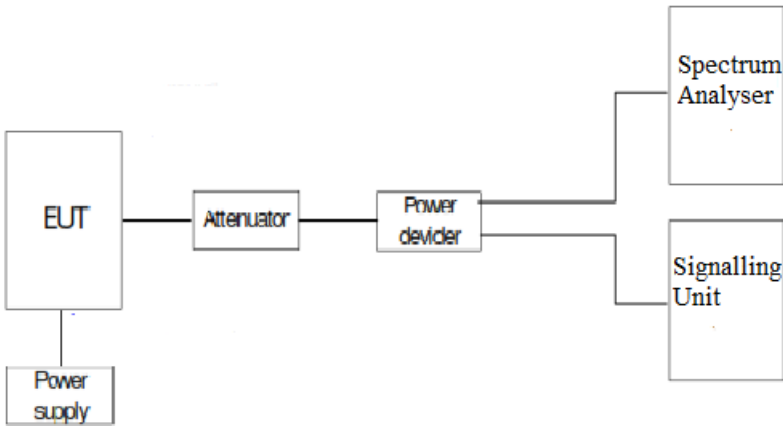 EUT
Power
supply
Attenuator
Power
devider
Spectrum
Analyser
Signalling
Unit